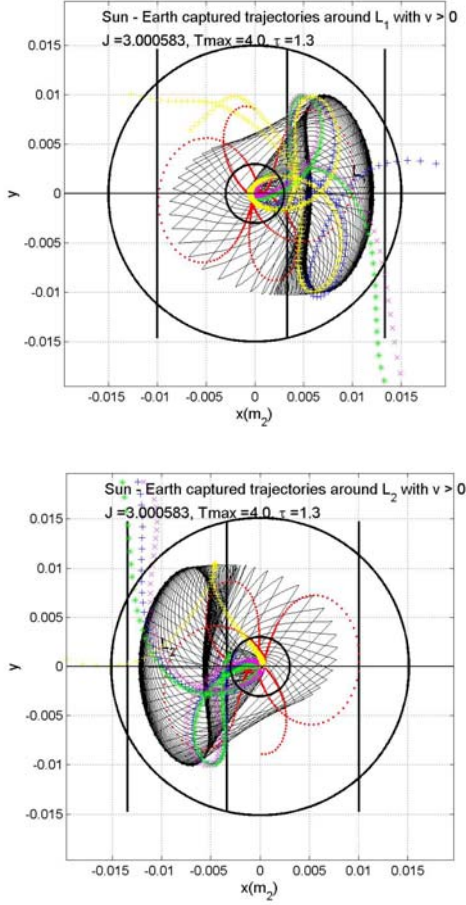 Sun - Earth captured trajectories around L1 with v > 0
J =3.000583, Tmax =4.0, τ =1.3
0.015
0.01
0.005
0
-0.005
-0.01
-0.015
y
-0.015 -0.01 -0.005 0 0.005 0.01 0.015
x(m2)
Sun - Earth captured trajectories around L2 with v > 0
J =3.000583, Tmax =4.0, τ =1.3
0.015
0.01
0.005
0
-0.005
-0.01
-0.015
y
L2
-0.015 -0.01 -0.005 0 0.005 0.01 0.015
x(m2)